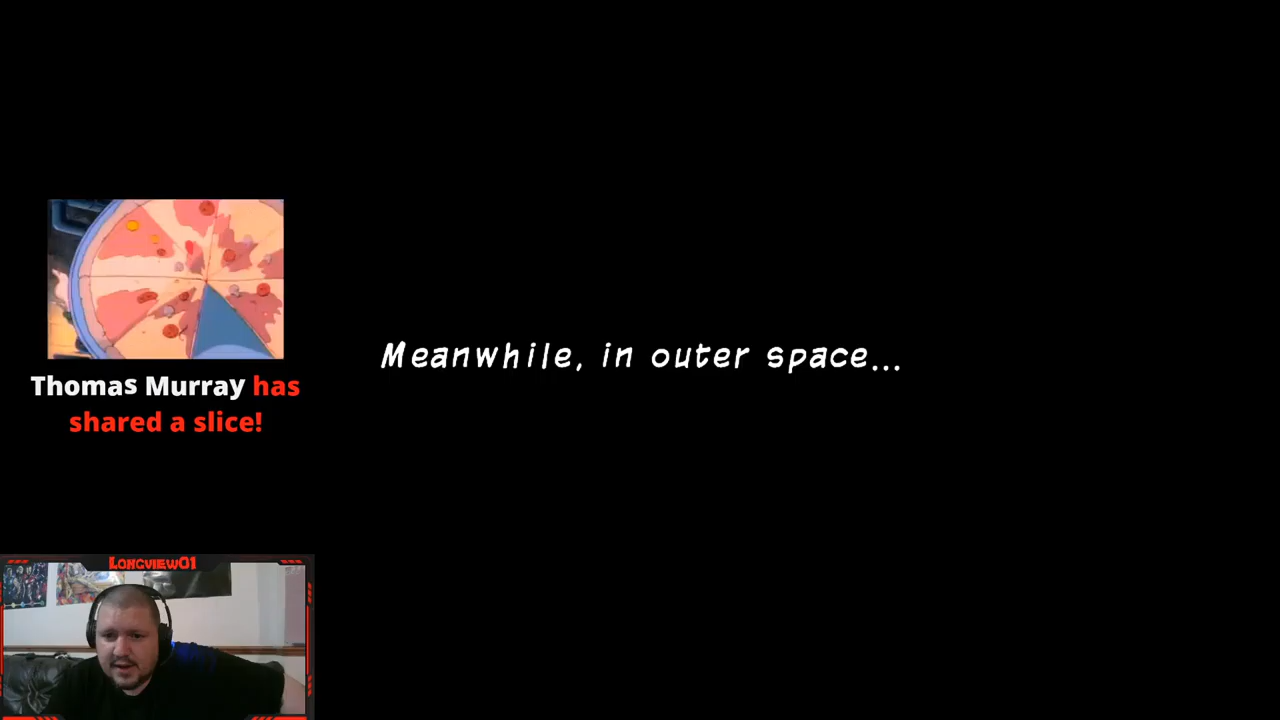 Meanwhile, in outer space...
Thomas Murray has
shared a slice!
Longview01